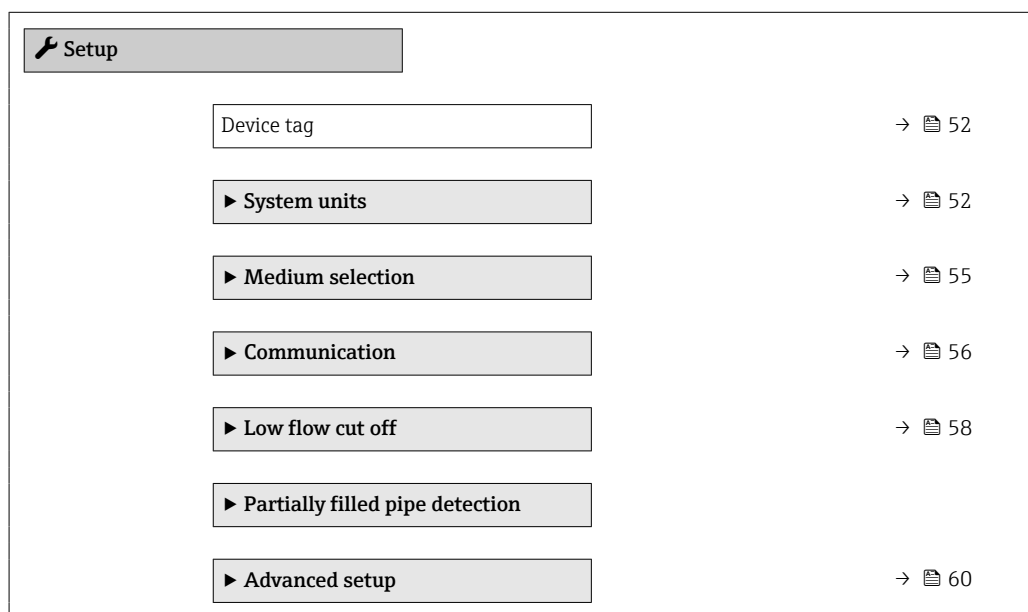 Setup
Device tag → 52
▶ System units → 52
▶ Medium selection → 55
▶ Communication → 56
▶ Low flow cut off → 58
▶ Partially filled pipe detection
▶ Advanced setup → 60